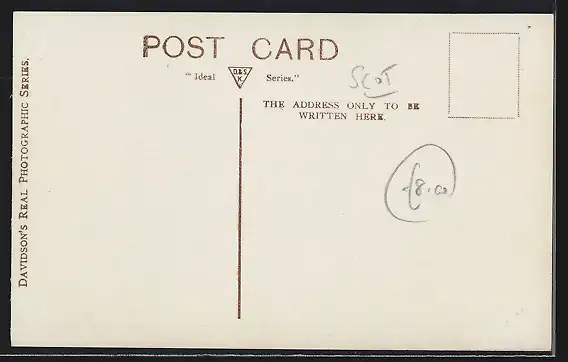 POST CARD
"Ideal D.&S. K. Series."
SCOT
THE ADDRESS ONLY TO BE
WRITTEN HERE.
£8.00
DAVIDSON'S REAL PHOTOGRAPHIC SERIES.